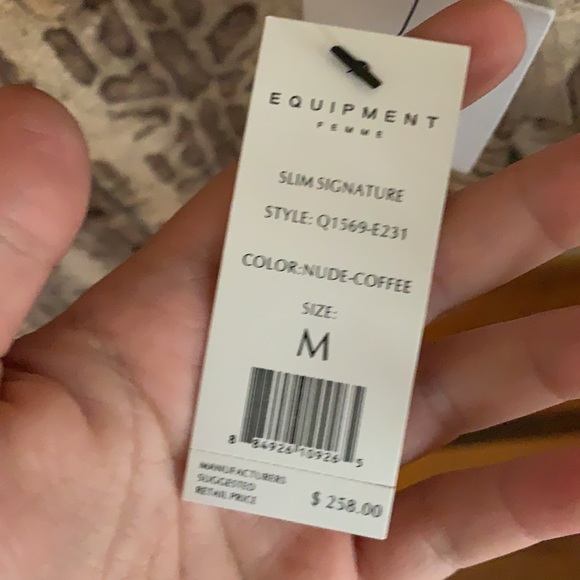 EQUIPMENT
FEMME
SLIM SIGNATURE
STYLE: Q1569-E231
COLOR:NUDE-COFFEE
SIZE:
M
8 84926 10926 5
MANUFACTURERS
SUGGESTED
RETAIL PRICE
$ 258.00